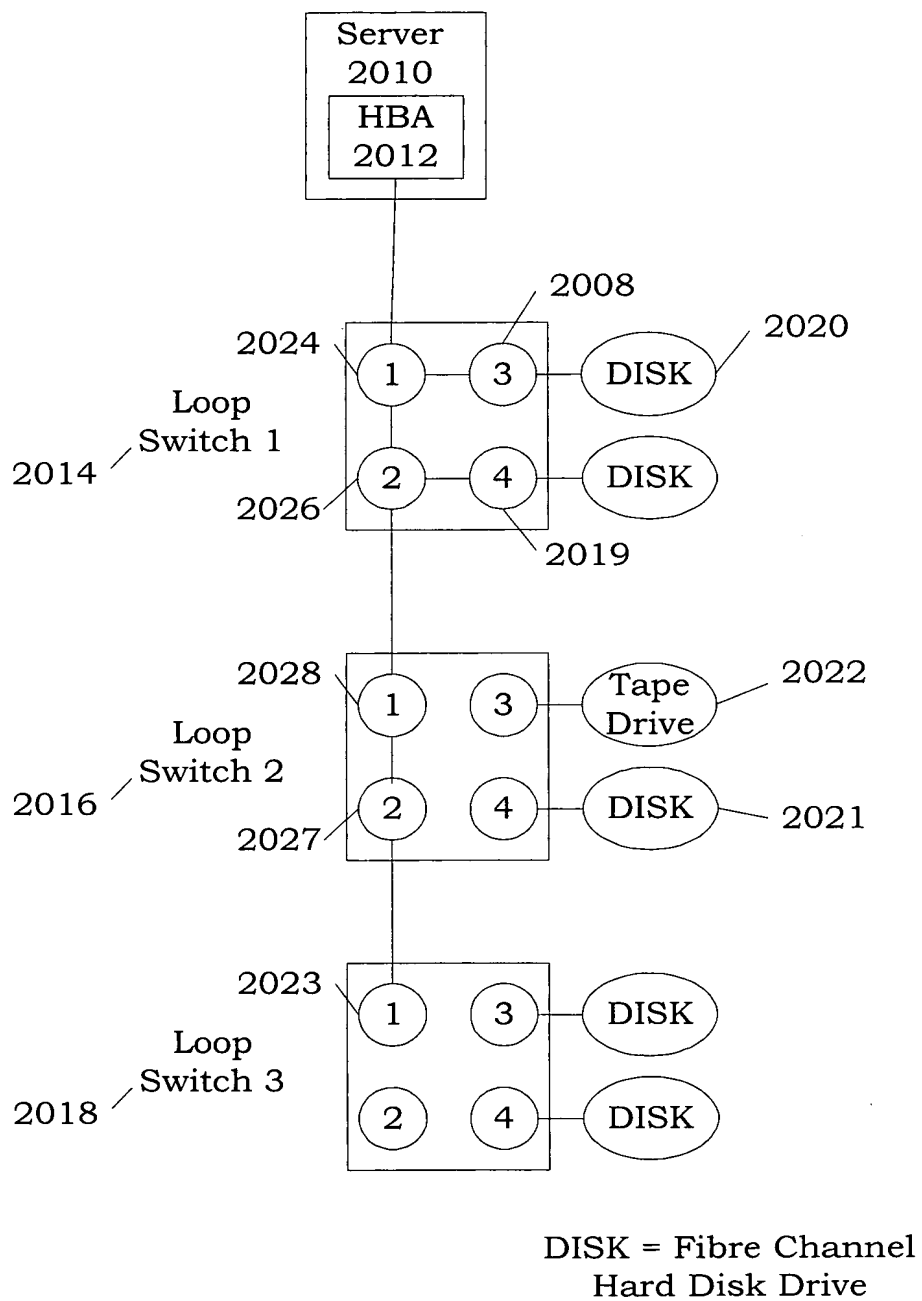 Server
2010
HBA
2012
2008
2020
2024
1
3
DISK
Loop
Switch 1
2014
2
4
DISK
2026
2019
2028
1
3
Tape
Drive
2022
Loop
Switch 2
2016
2
4
DISK
2021
2027
2023
1
3
DISK
Loop
Switch 3
2018
2
4
DISK
DISK = Fibre Channel
Hard Disk Drive